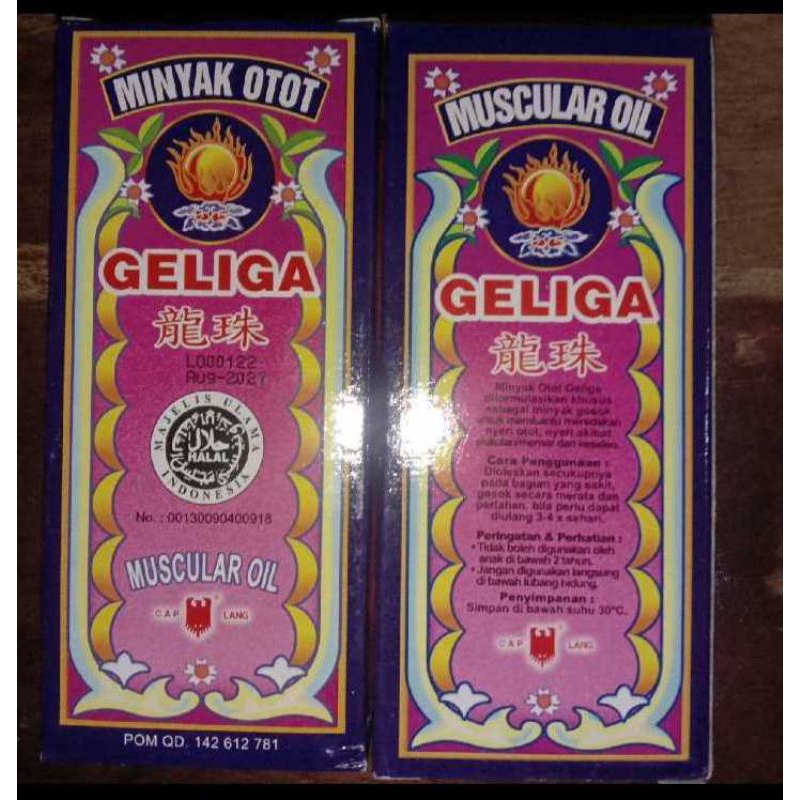 MINYAK OTOT
GELIGA
龍珠
L000122
Aug-2027
MAJELIS ULAMA
حلال
HALAL
INDONESIA
No. : 00130090400918
MUSCULAR OIL
CAP LANG
POM QD. 142 612 781
MUSCULAR OIL
GELIGA
龍珠
Minyak Otot Geliga
diformulasikan khusus
sebagai minyak gosok
untuk membantu meredakan
nyeri otot, nyeri akibat
pukulan/memar dan keseleo.
Cara Penggunaan :
Dioleskan secukupnya
pada bagian yang sakit,
gosok secara merata dan
perlahan, bila perlu dapat
diulang 3-4 x sehari.
Peringatan & Perhatian :
• Tidak boleh digunakan oleh
anak di bawah 2 tahun.
• Jangan digunakan langsung
di bawah lubang hidung.
Penyimpanan :
Simpan di bawah suhu 30°C.
CAP LANG